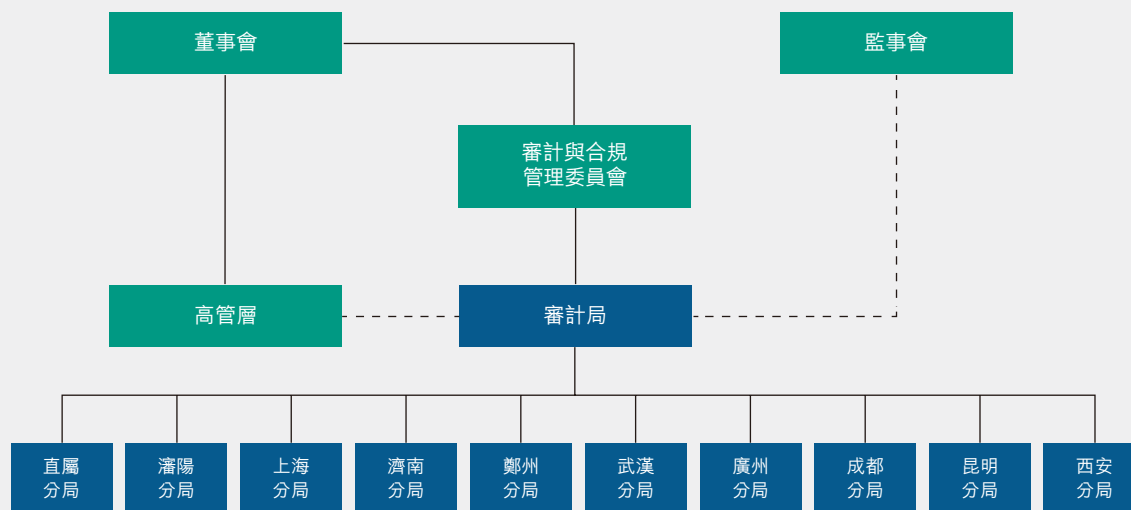 董事會
監事會
審計與合規
管理委員會
高管層
審計局
直屬
分局
瀋陽
分局
上海
分局
濟南
分局
鄭州
分局
武漢
分局
廣州
分局
成都
分局
昆明
分局
西安
分局